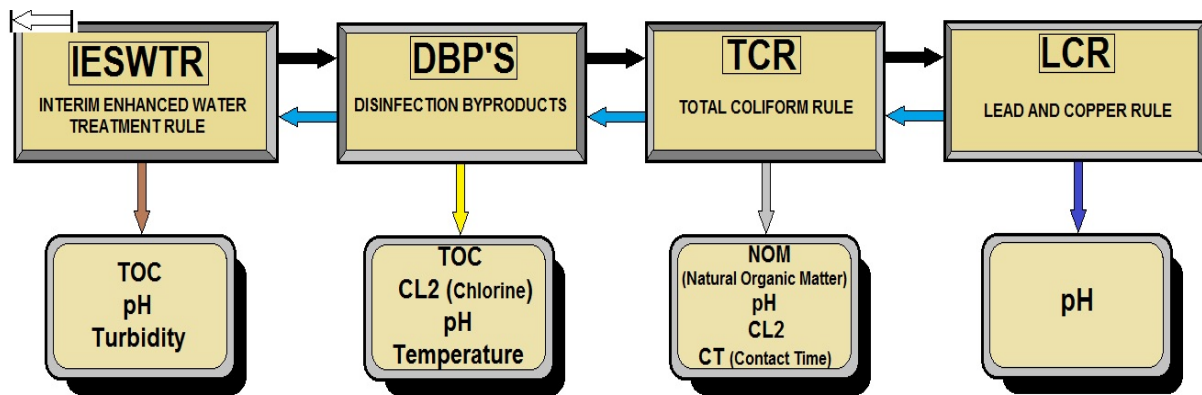 IESWTR
INTERIM ENHANCED WATER
TREATMENT RULE
DBP'S
DISINFECTION BYPRODUCTS
TCR
TOTAL COLIFORM RULE
LCR
LEAD AND COPPER RULE
TOC
pH
Turbidity
TOC
CL2 (Chlorine)
pH
Temperature
NOM
(Natural Organic Matter)
pH
CL2
CT (Contact Time)
pH